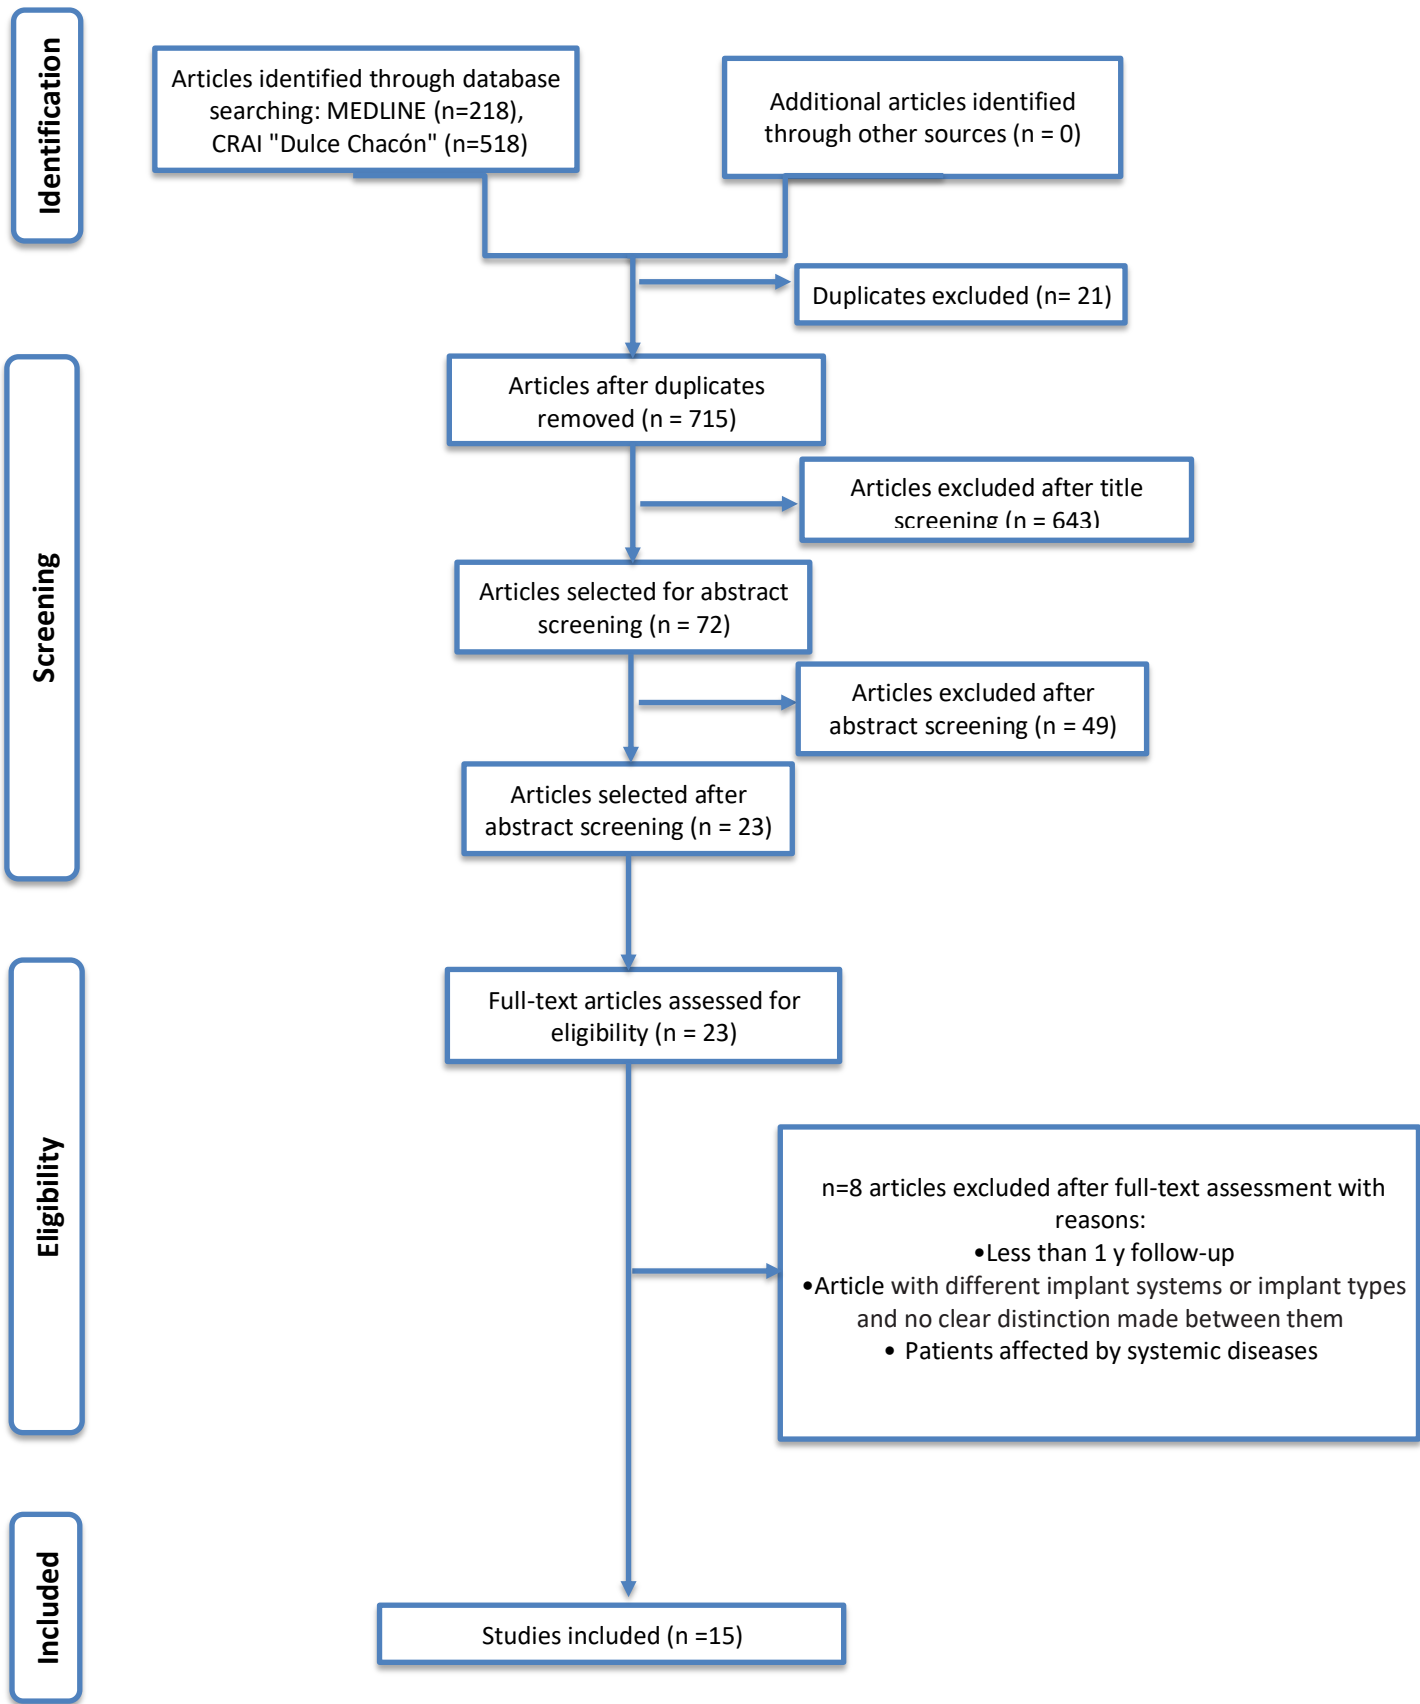 Identification
Articles identified through database
searching: MEDLINE (n=218),
CRAI "Dulce Chacón" (n=518)
Additional articles identified
through other sources (n = 0)
Duplicates excluded (n= 21)
Screening
Articles after duplicates
removed (n = 715)
Articles excluded after title
screening (n = 643)
Articles selected for abstract
screening (n = 72)
Articles excluded after
abstract screening (n = 49)
Articles selected after
abstract screening (n = 23)
Eligibility
Full-text articles assessed for
eligibility (n = 23)
n=8 articles excluded after full-text assessment with
reasons:
•Less than 1 y follow-up
•Article with different implant systems or implant types
and no clear distinction made between them
• Patients affected by systemic diseases
Included
Studies included (n =15)